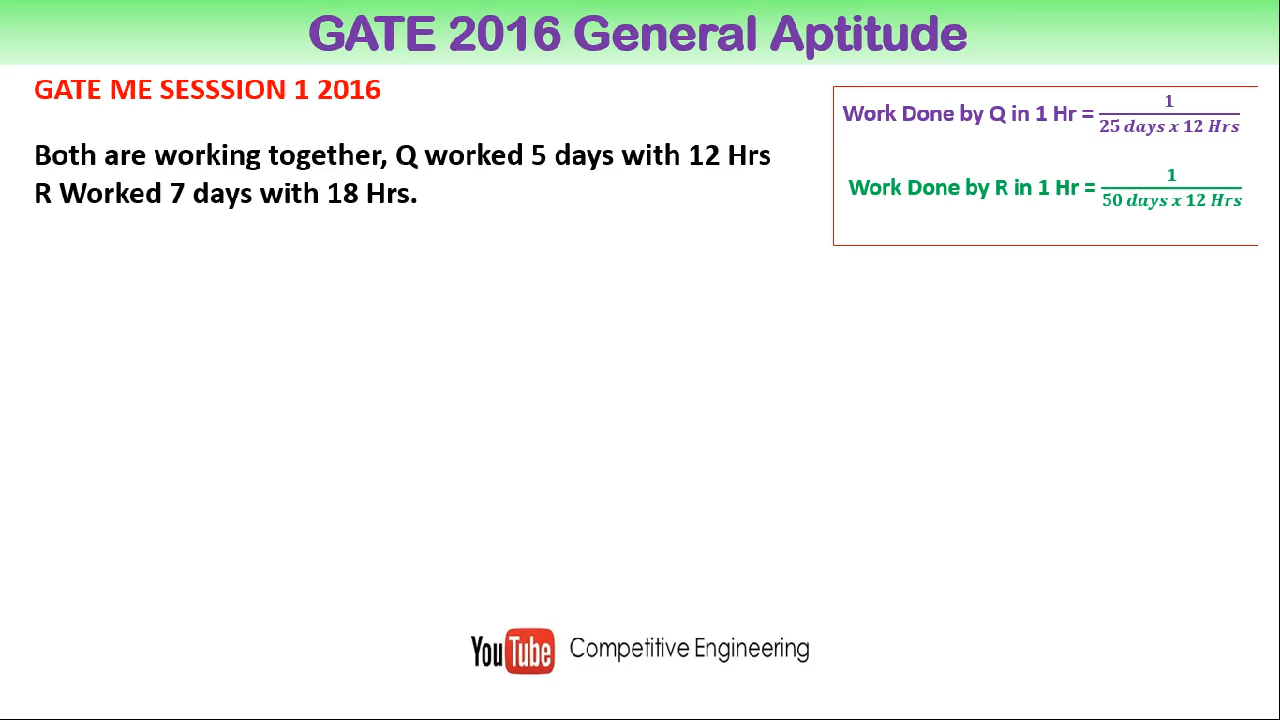 GATE 2016 General Aptitude
GATE ME SESSSION 1 2016
Both are working together, Q worked 5 days with 12 Hrs
R Worked 7 days with 18 Hrs.
Work Done by Q in 1 Hr = 1 / 25 days x 12 Hrs
Work Done by R in 1 Hr = 1 / 50 days x 12 Hrs
YouTube Competitive Engineering